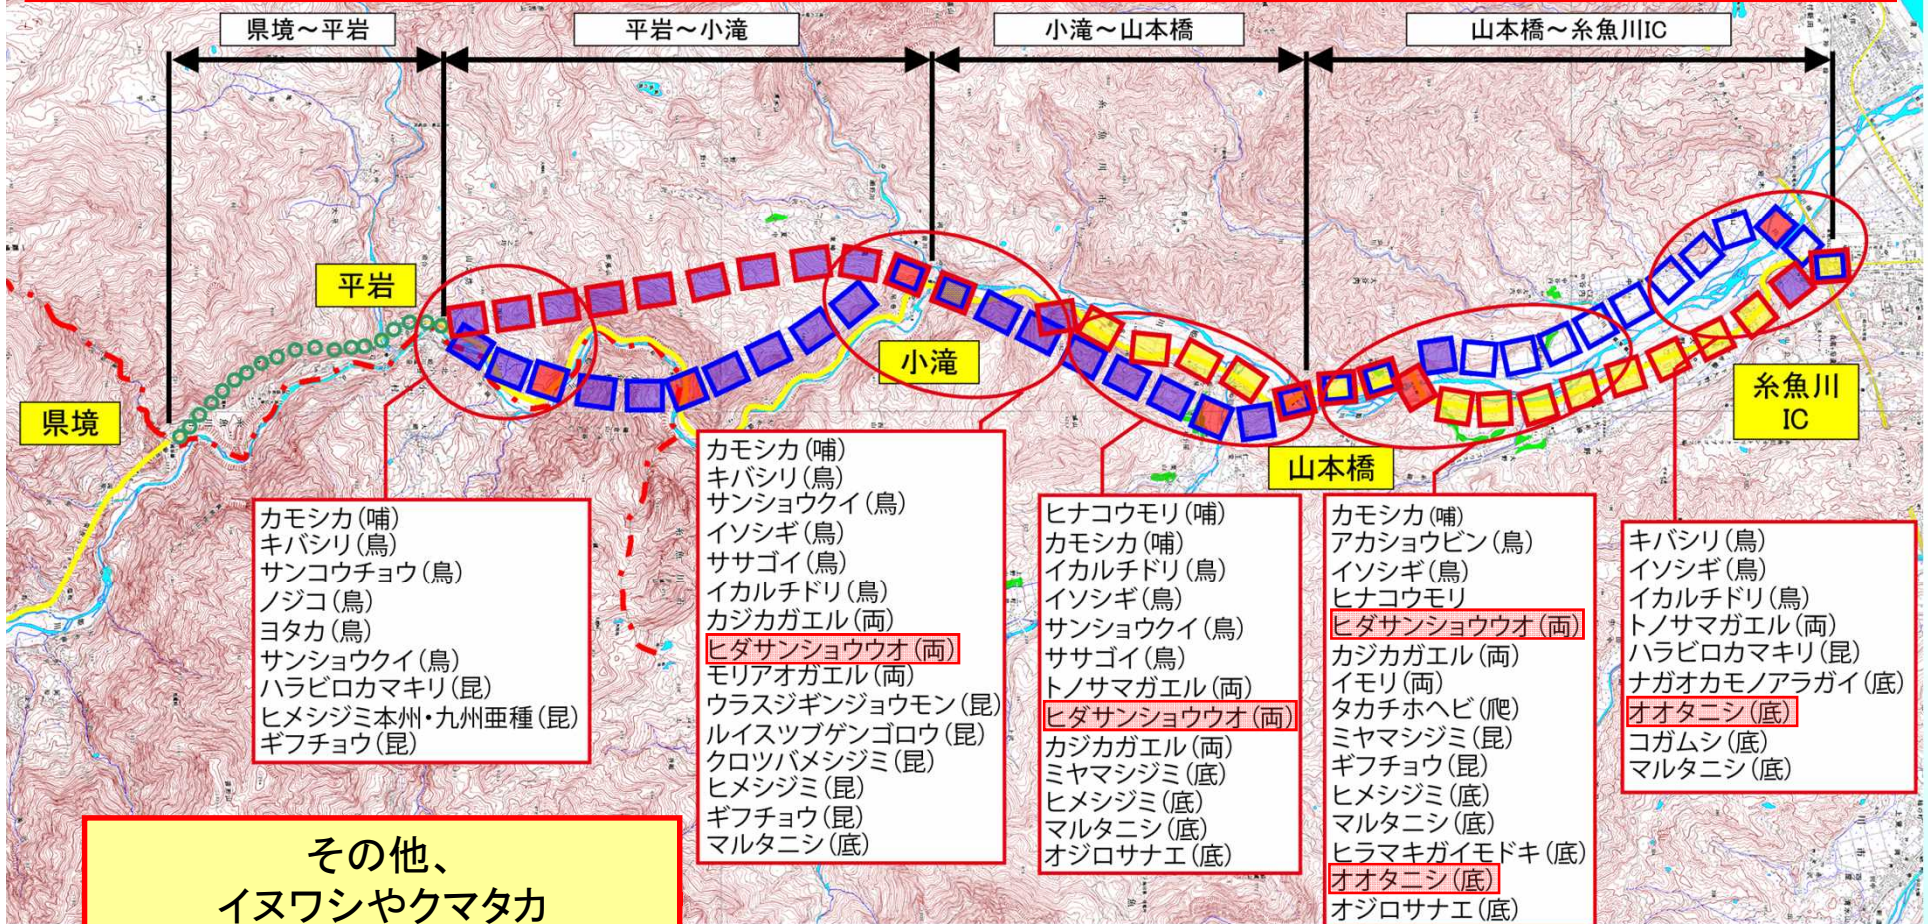 県境～平岩
平岩～小滝
小滝～山本橋
山本橋～糸魚川IC
平岩
小滝
県境
山本橋
糸魚川
IC
カモシカ(哺)
キバシリ(鳥)
サンコウチョウ(鳥)
ノジコ(鳥)
ヨタカ(鳥)
サンショウクイ(鳥)
ハラビロカマキリ(昆)
ヒメシジミ本州・九州亜種(昆)
ギフチョウ(昆)
カモシカ(哺)
キバシリ(鳥)
サンショウクイ(鳥)
イソシギ(鳥)
ササゴイ(鳥)
イカルチドリ(鳥)
カジカガエル(両)
ヒダサンショウウオ(両)
モリアオガエル(両)
ウラスジギンジョウモン(昆)
ルイスツブゲンゴロウ(昆)
クロツバメシジミ(昆)
ヒメシジミ(昆)
ギフチョウ(昆)
マルタニシ(底)
ヒナコウモリ(哺)
カモシカ(哺)
イカルチドリ(鳥)
イソシギ(鳥)
サンショウクイ(鳥)
ササゴイ(鳥)
トノサマガエル(両)
ヒダサンショウウオ(両)
カジカガエル(両)
ミヤマシジミ(底)
ヒメシジミ(底)
マルタニシ(底)
オジロサナエ(底)
カモシカ(哺)
アカショウビン(鳥)
イソシギ(鳥)
ヒナコウモリ
ヒダサンショウウオ(両)
カジカガエル(両)
イモリ(両)
タカチホヘビ(爬)
ミヤマシジミ(昆)
ギフチョウ(昆)
ヒメシジミ(底)
マルタニシ(底)
ヒラマキガイモドキ(底)
オオタニシ(底)
オジロサナエ(底)
キバシリ(鳥)
イソシギ(鳥)
イカルチドリ(鳥)
トノサマガエル(両)
ハラビロカマキリ(昆)
ナガオカモノアラガイ(底)
オオタニシ(底)
コガムシ(底)
マルタニシ(底)
その他、
イヌワシやクマタカ